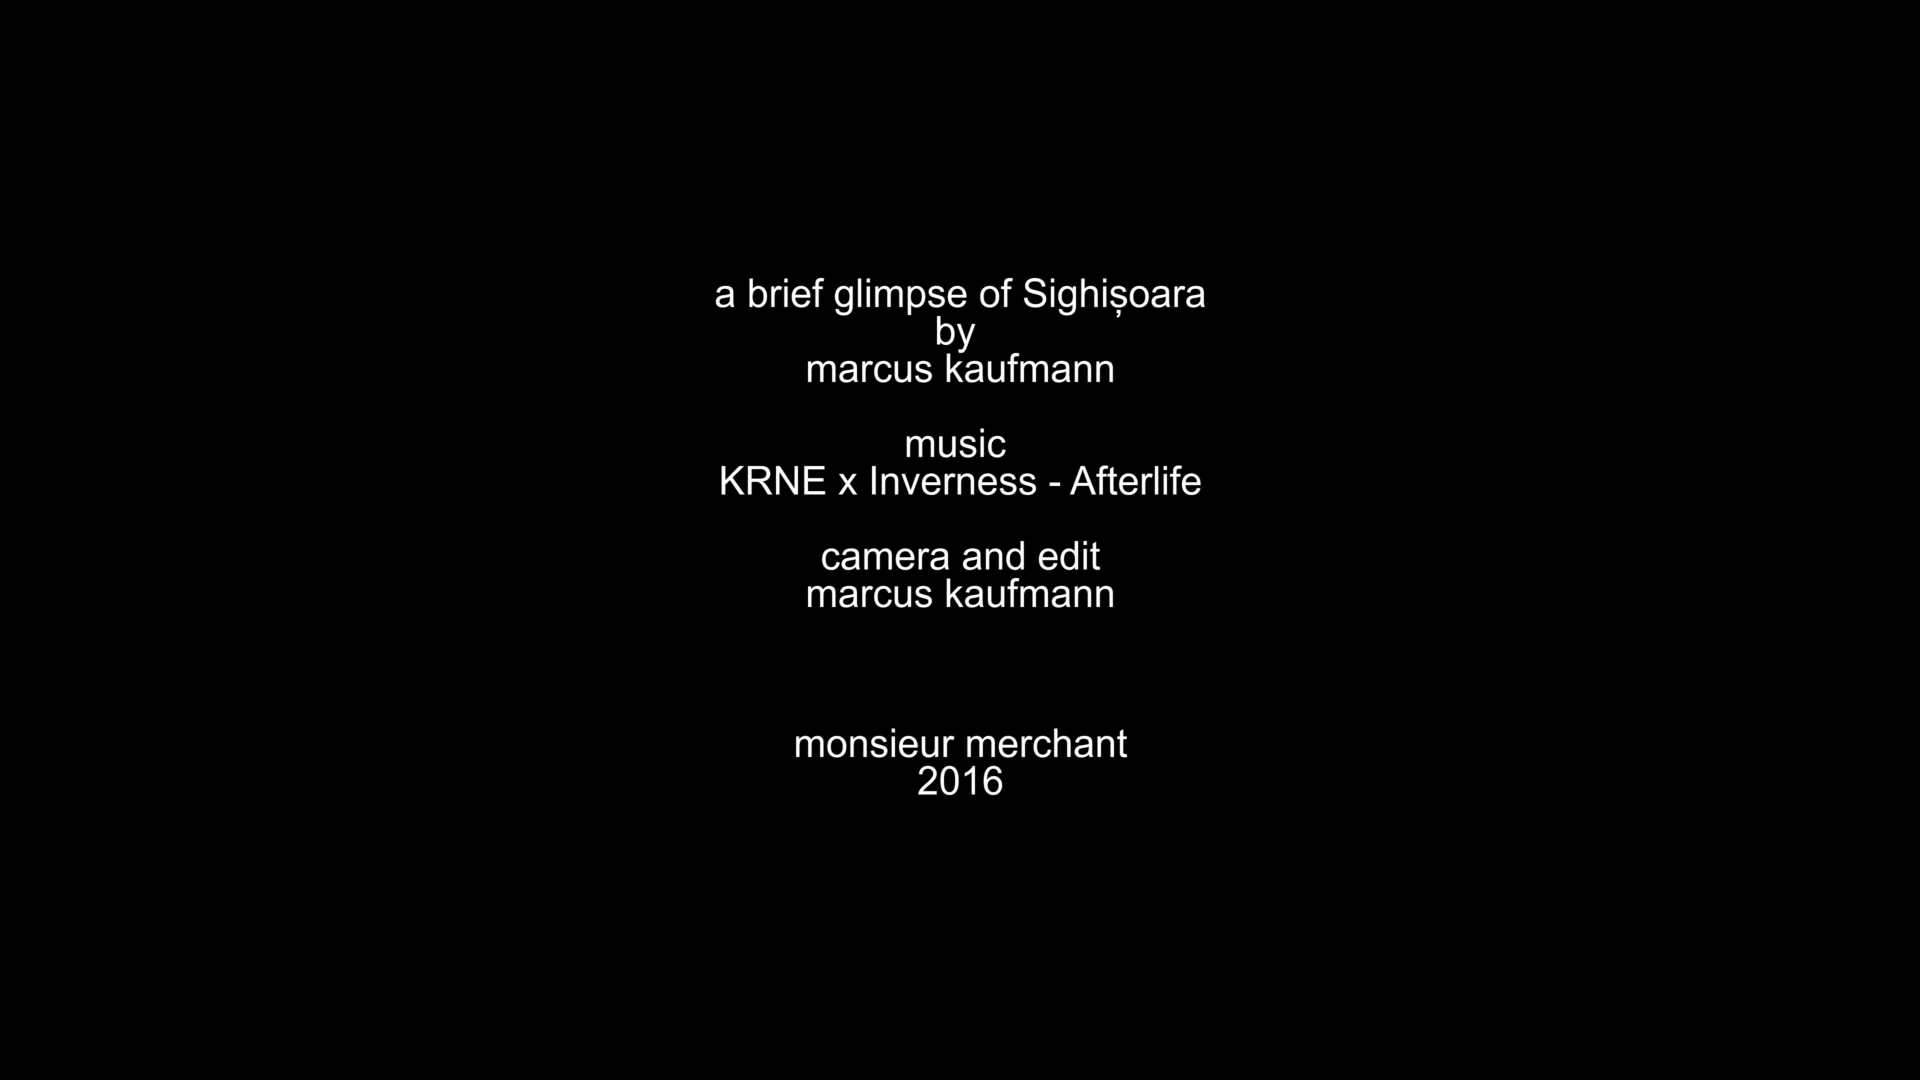 a brief glimpse of Sighișoara
by
marcus kaufmann
music
KRNE x Inverness - Afterlife
camera and edit
marcus kaufmann
monsieur merchant
2016